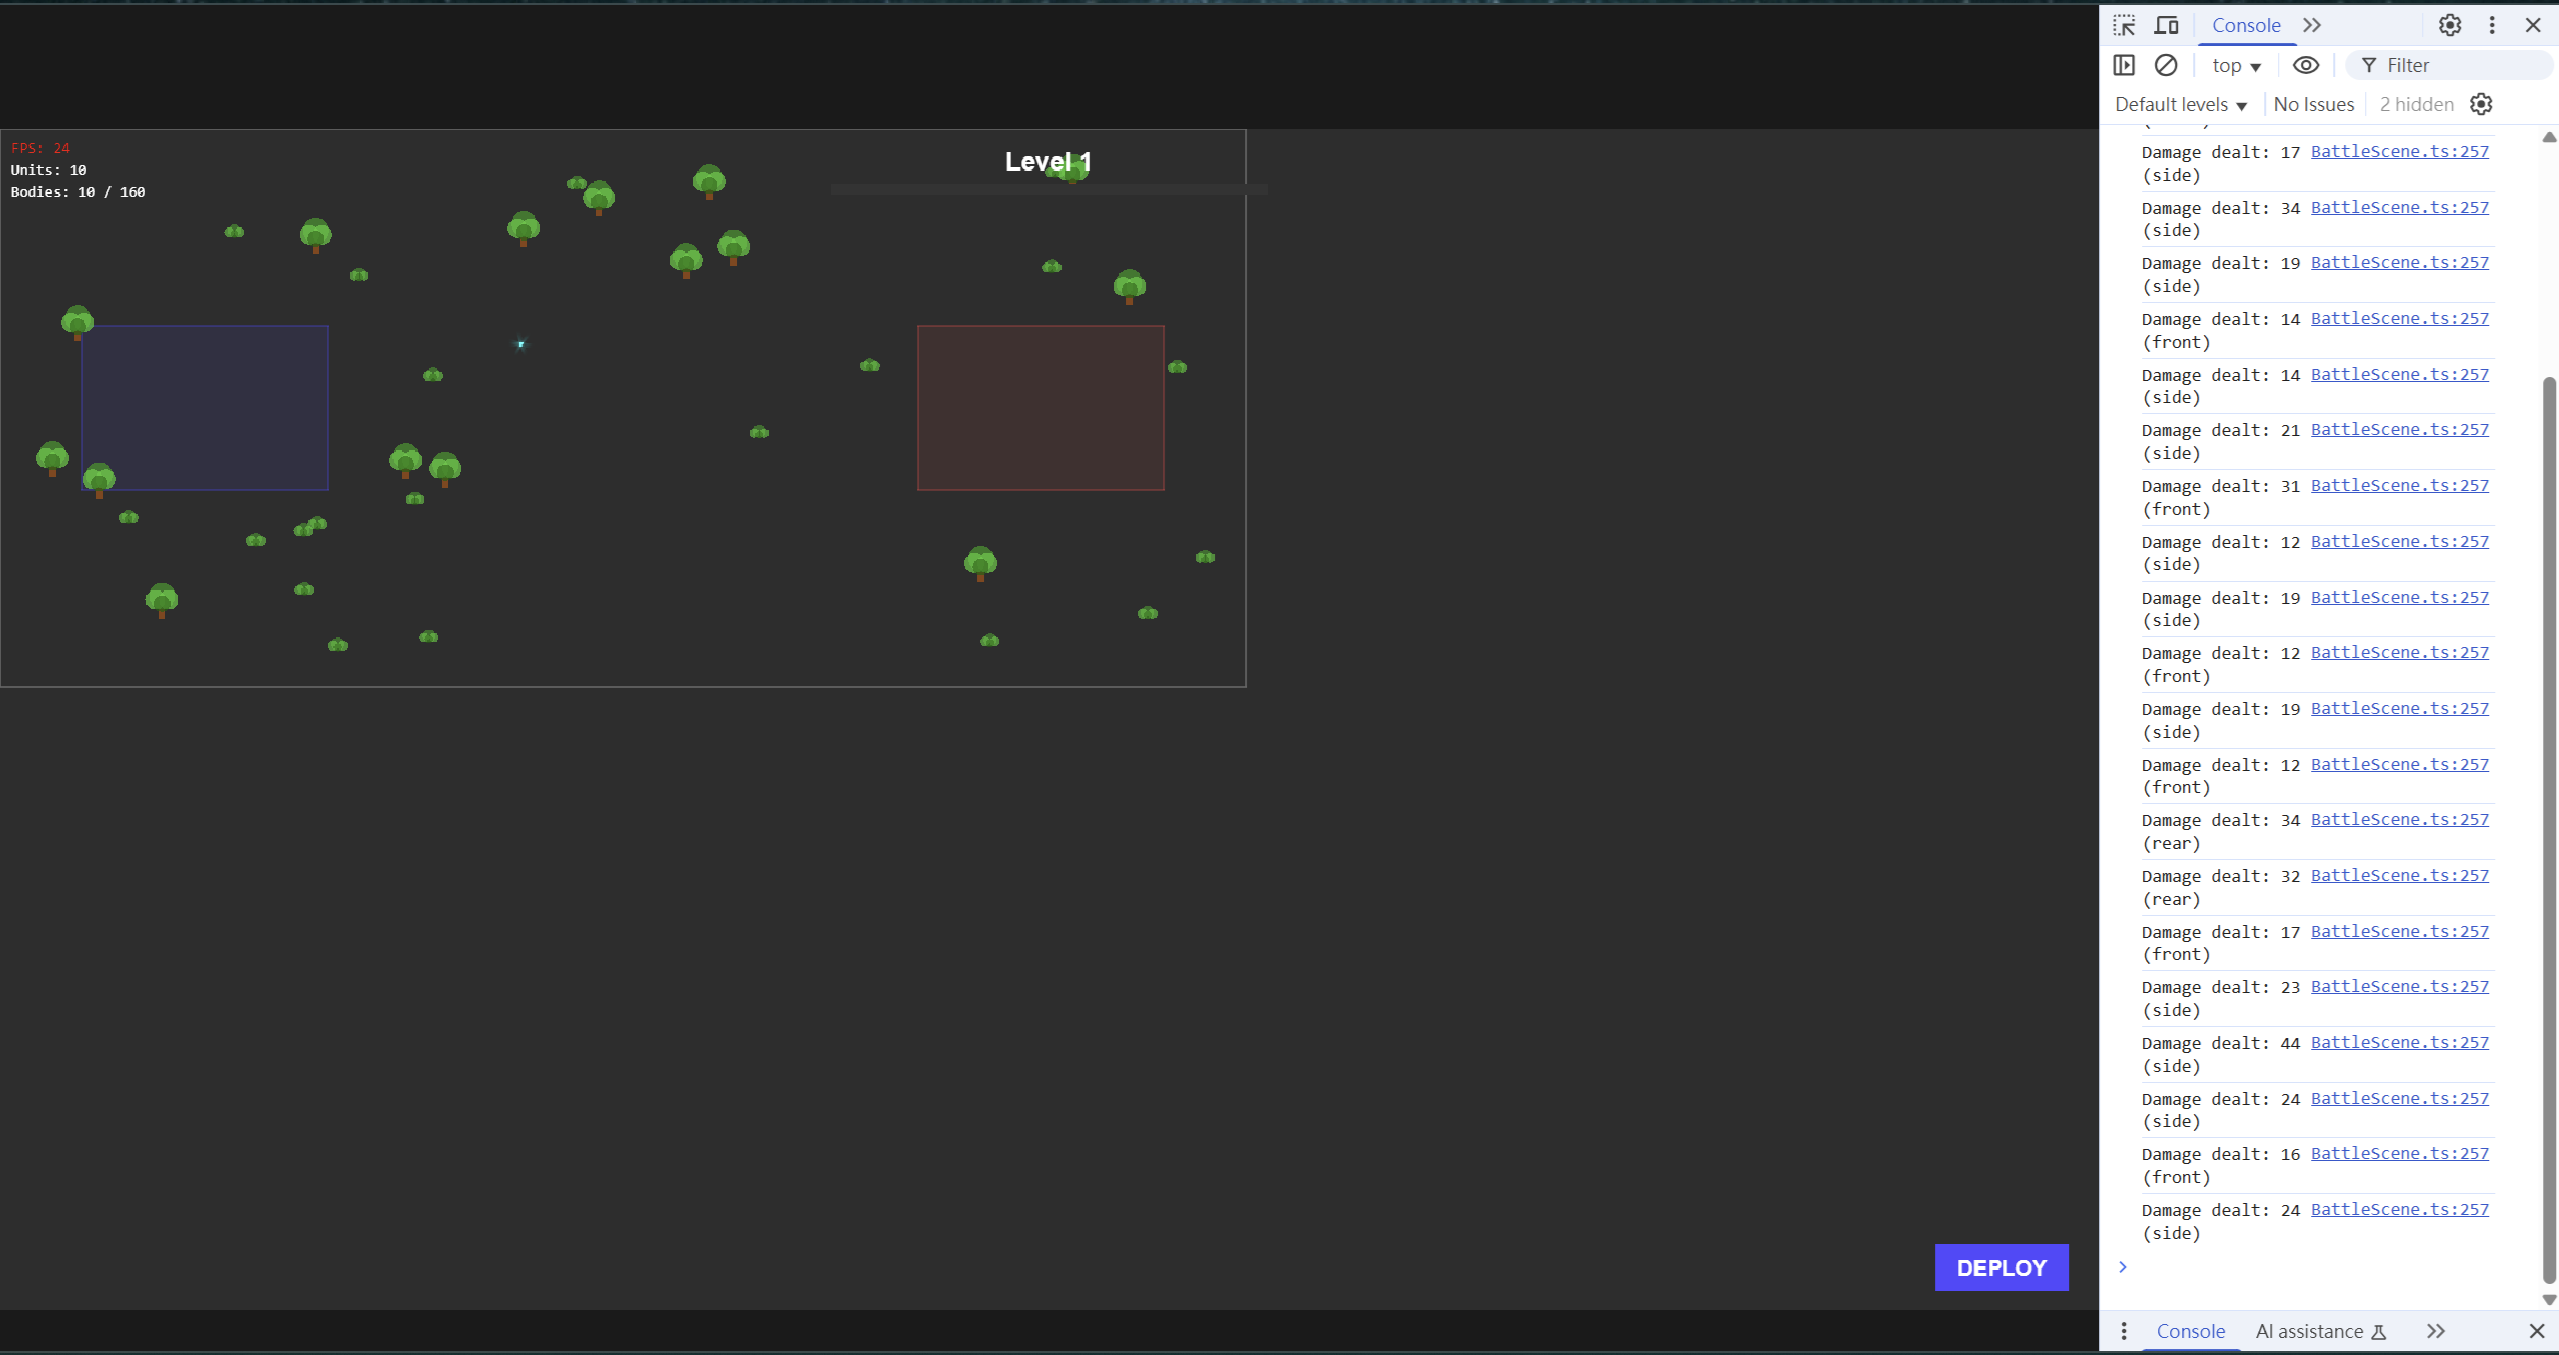 Console
top
Filter
Default levels
No Issues
2 hidden
FPS: 24
Units: 10
Bodies: 10 / 160
Level 1
DEPLOY
Damage dealt: 17 BattleScene.ts:257
(side)
Damage dealt: 34 BattleScene.ts:257
(side)
Damage dealt: 19 BattleScene.ts:257
(side)
Damage dealt: 14 BattleScene.ts:257
(front)
Damage dealt: 14 BattleScene.ts:257
(side)
Damage dealt: 21 BattleScene.ts:257
(side)
Damage dealt: 31 BattleScene.ts:257
(front)
Damage dealt: 12 BattleScene.ts:257
(side)
Damage dealt: 19 BattleScene.ts:257
(side)
Damage dealt: 12 BattleScene.ts:257
(front)
Damage dealt: 19 BattleScene.ts:257
(side)
Damage dealt: 12 BattleScene.ts:257
(front)
Damage dealt: 34 BattleScene.ts:257
(rear)
Damage dealt: 32 BattleScene.ts:257
(rear)
Damage dealt: 17 BattleScene.ts:257
(front)
Damage dealt: 23 BattleScene.ts:257
(side)
Damage dealt: 44 BattleScene.ts:257
(side)
Damage dealt: 24 BattleScene.ts:257
(side)
Damage dealt: 16 BattleScene.ts:257
(front)
Damage dealt: 24 BattleScene.ts:257
(side)
Console
AI assistance